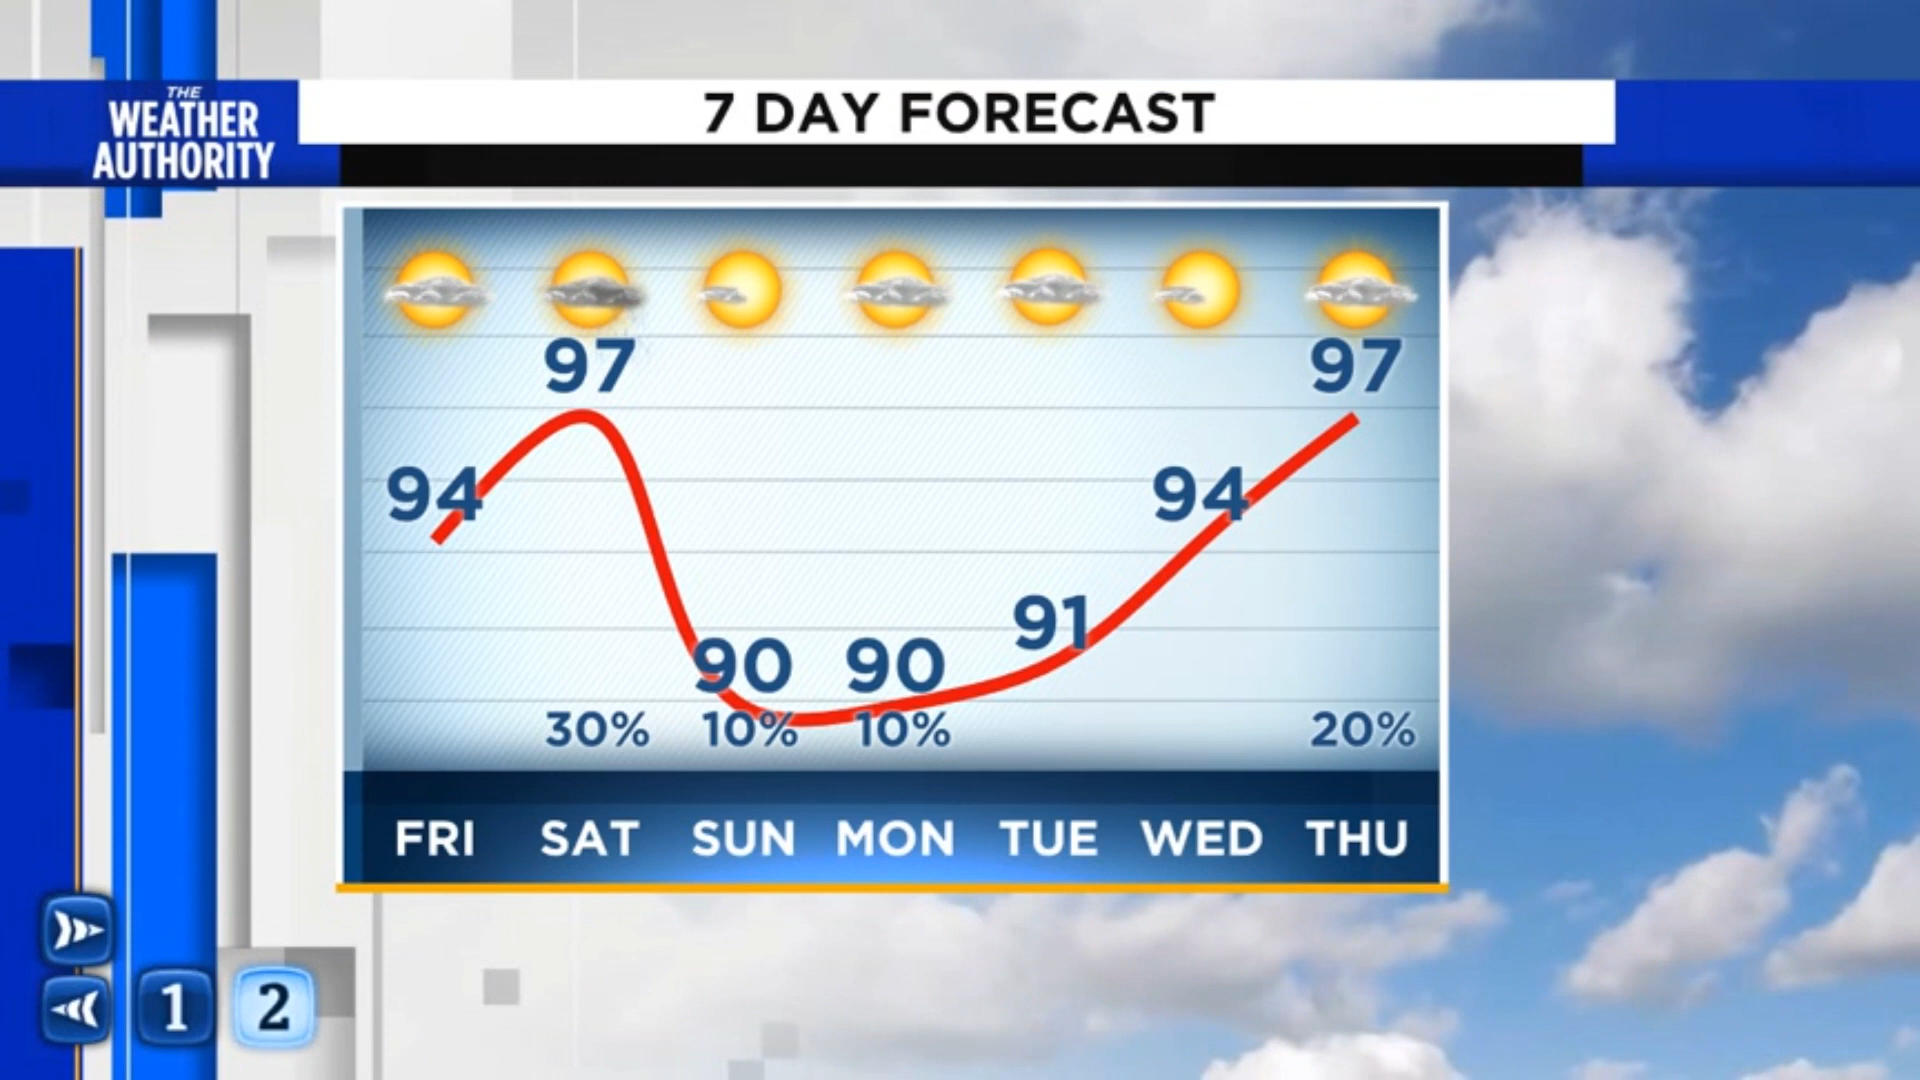 THE
WEATHER
AUTHORITY
7 DAY FORECAST
97 97
94 94
91
90 90
30% 10% 10% 20%
FRI SAT SUN MON TUE WED THU
1 2